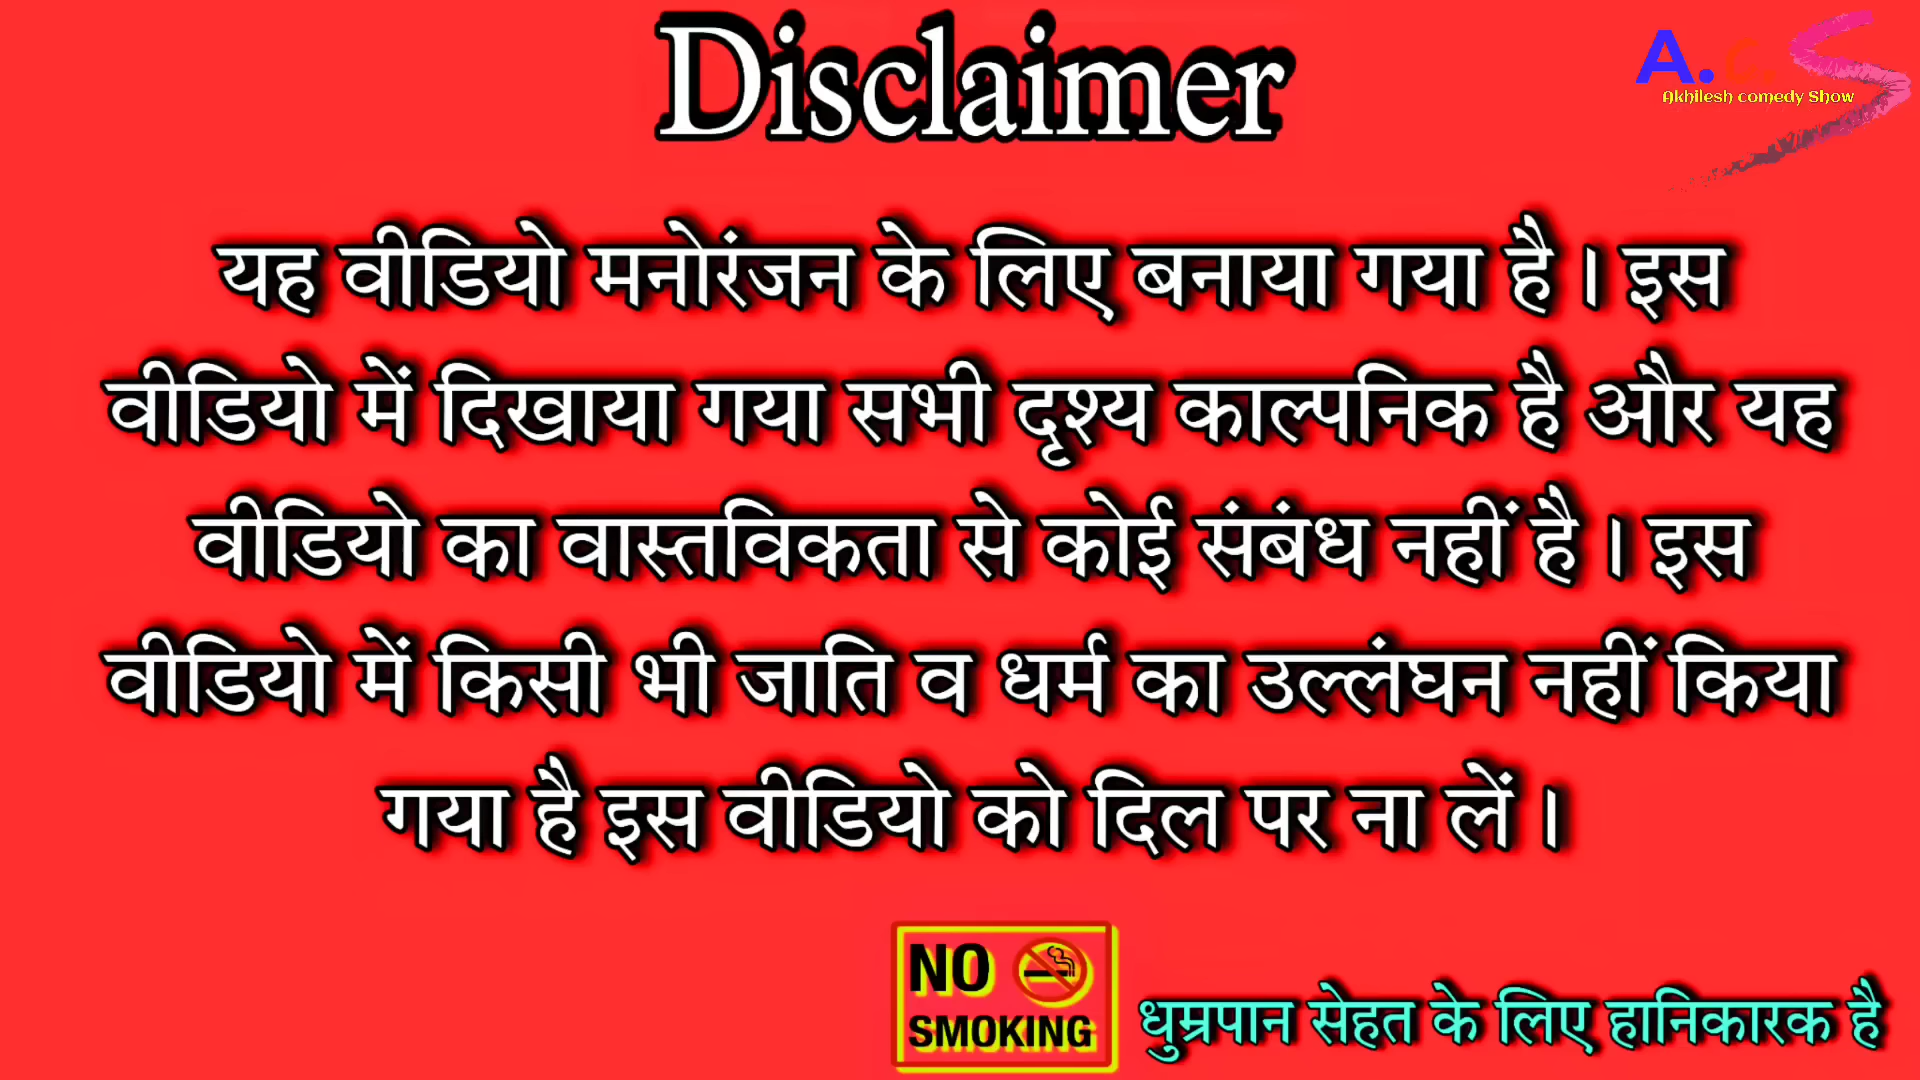 Disclaimer
A.C.S
Akhilesh comedy Show
यह वीडियो मनोरंजन के लिए बनाया गया है। इस
वीडियो में दिखाया गया सभी दृश्य काल्पनिक है और यह
वीडियो का वास्तविकता से कोई संबंध नहीं है। इस
वीडियो में किसी भी जाति व धर्म का उल्लंघन नहीं किया
गया है इस वीडियो को दिल पर ना लें।
NO
SMOKING
धुम्रपान सेहत के लिए हानिकारक है